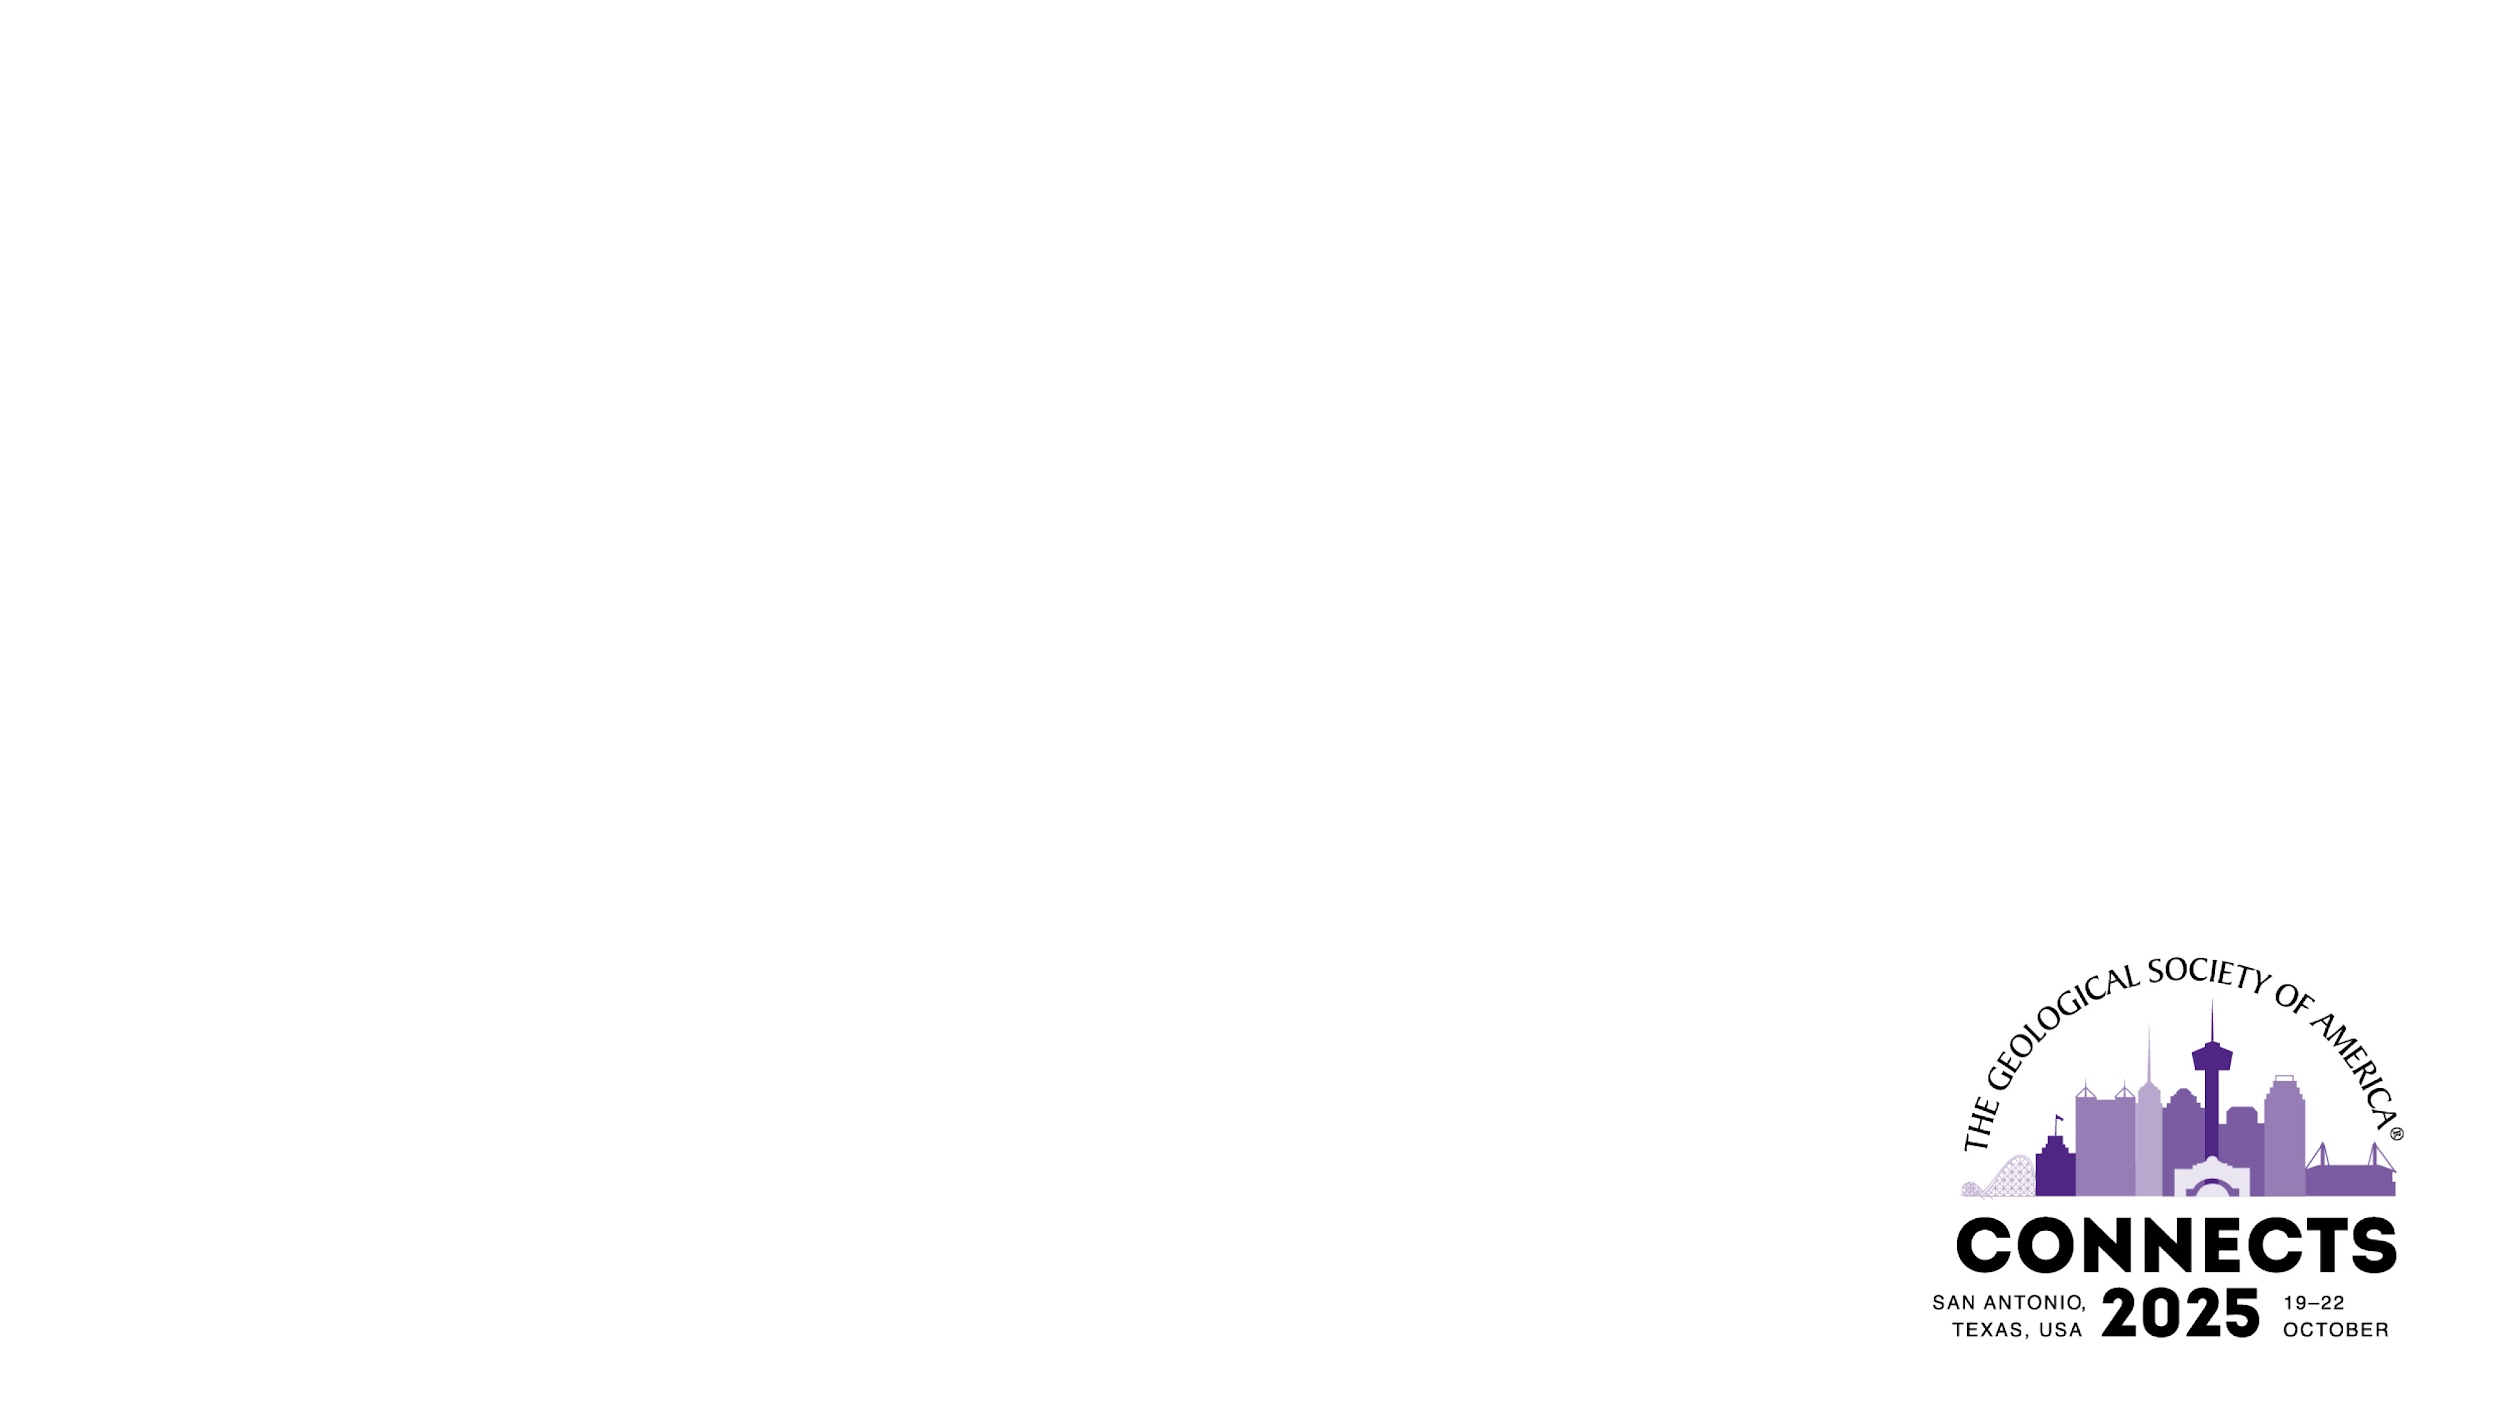 THE GEOLOGICAL SOCIETY OF AMERICA®
CONNECTS
SAN ANTONIO,
TEXAS, USA
2025
19–22
OCTOBER